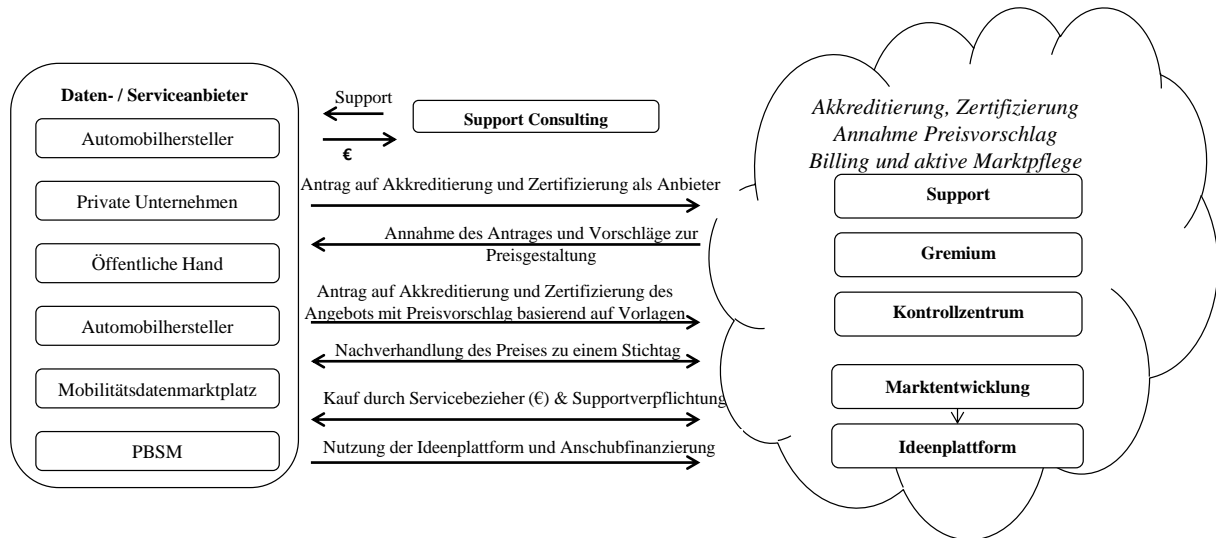 Daten- / Serviceanbieter
Automobilhersteller
Private Unternehmen
Öffentliche Hand
Automobilhersteller
Mobilitätsdatenmarktplatz
PBSM
Support
€
Support Consulting
Antrag auf Akkreditierung und Zertifizierung als Anbieter
Annahme des Antrages und Vorschläge zur
Preisgestaltung
Antrag auf Akkreditierung und Zertifizierung des
Angebots mit Preisvorschlag basierend auf Vorlagen
Nachverhandlung des Preises zu einem Stichtag
Kauf durch Servicebezieher (€) & Supportverpflichtung
Nutzung der Ideenplattform und Anschubfinanzierung
Akkreditierung, Zertifizierung
Annahme Preisvorschlag
Billing und aktive Marktpflege
Support
Gremium
Kontrollzentrum
Marktentwicklung
Ideenplattform